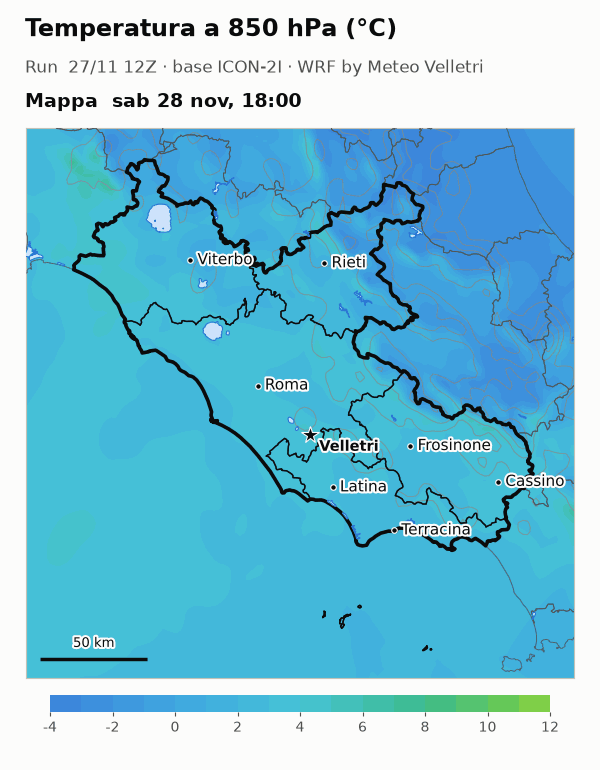 Temperatura a 850 hPa (°C)
Run  27/11 12Z · base ICON-2I · WRF by Meteo Velletri
Mappa  sab 28 nov, 18:00
Viterbo
Rieti
Roma
Velletri
Frosinone
Cassino
Latina
Terracina
50 km
-4 -2 0 2 4 6 8 10 12